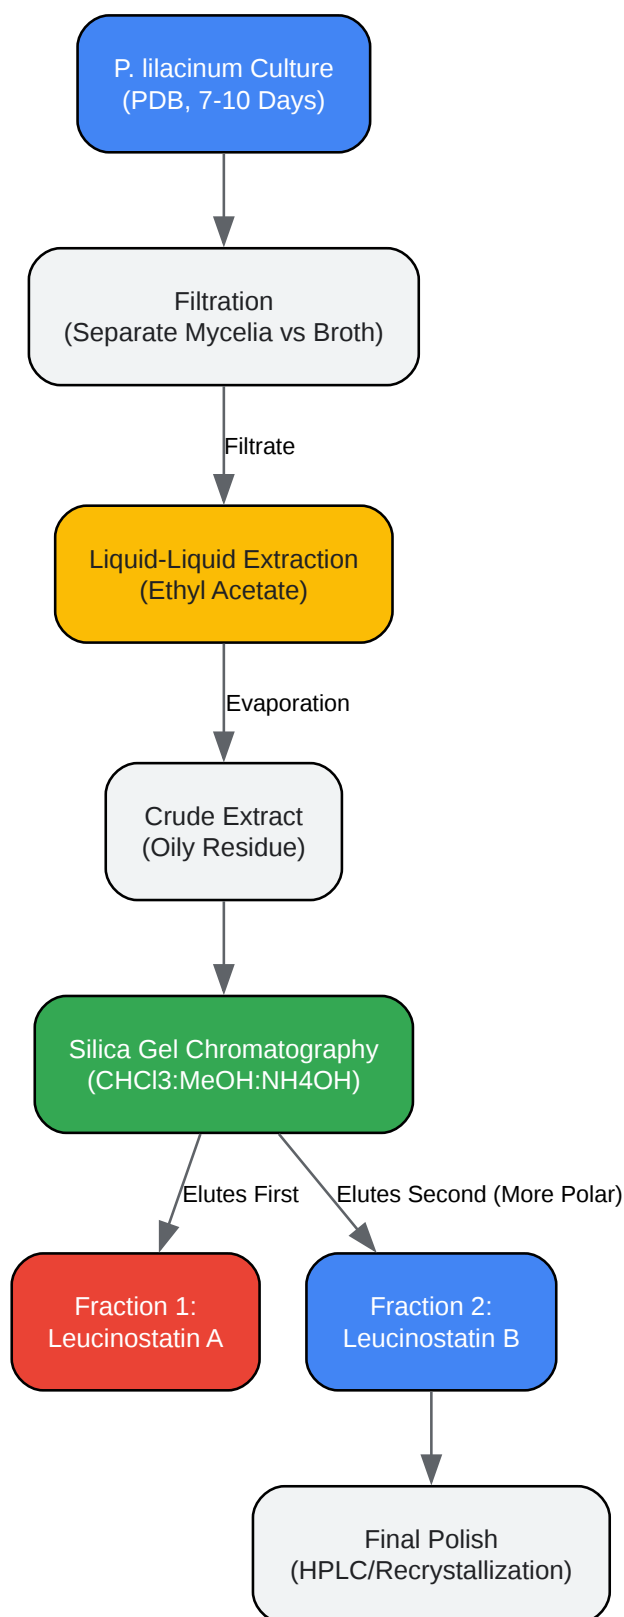 P. lilacinum Culture
(PDB, 7-10 Days)
Filtration
(Separate Mycelia vs Broth)
Filtrate
Liquid-Liquid Extraction
(Ethyl Acetate)
Evaporation
Crude Extract
(Oily Residue)
Silica Gel Chromatography
(CHCl3:MeOH:NH4OH)
Elutes First
Elutes Second (More Polar)
Fraction 1:
Leucinostatin A
Fraction 2:
Leucinostatin B
Final Polish
(HPLC/Recrystallization)